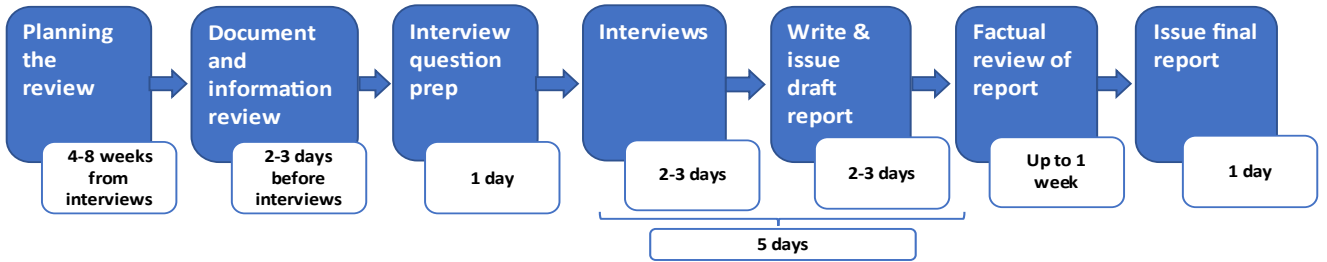 Planning
the
review
4-8 weeks
from
interviews
Document
and
information
review
2-3 days
before
interviews
Interview
question
prep
1 day
Interviews
2-3 days
Write &
issue
draft
report
2-3 days
Factual
review of
report
Up to 1
week
Issue final
report
1 day
5 days